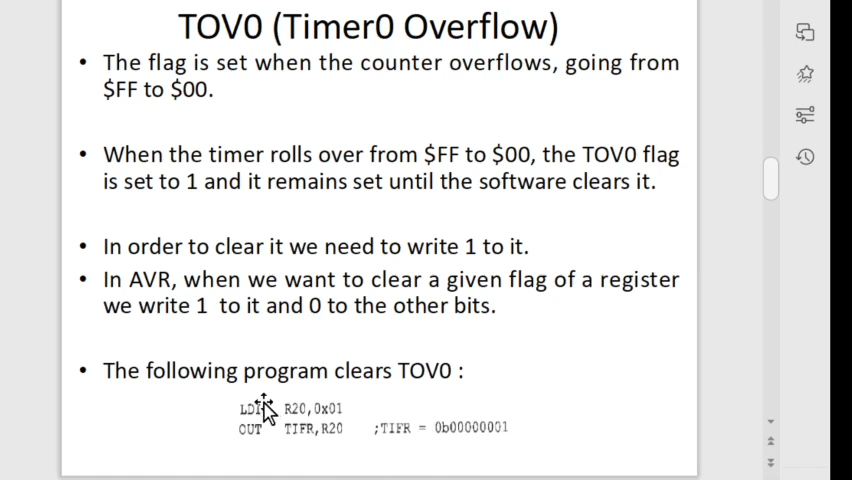 TOV0 (Timer0 Overflow)
• The flag is set when the counter overflows, going from
$FF to $00.
• When the timer rolls over from $FF to $00, the TOV0 flag
is set to 1 and it remains set until the software clears it.
• In order to clear it we need to write 1 to it.
• In AVR, when we want to clear a given flag of a register
we write 1 to it and 0 to the other bits.
• The following program clears TOV0 :
LDI R20,0x01
OUT TIFR,R20 ;TIFR = 0b00000001